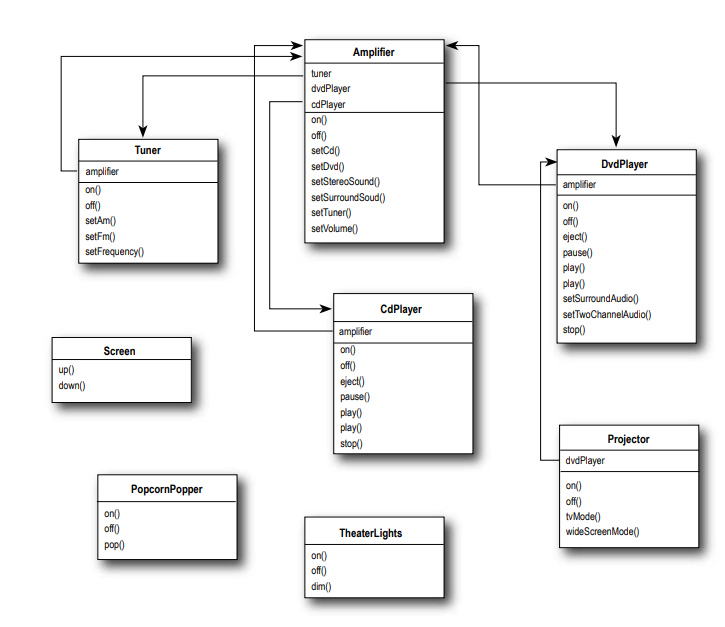 Amplifier
tuner
dvdPlayer
cdPlayer
on()
off()
setCd()
setDvd()
setStereoSound()
setSurroundSoud()
setTuner()
setVolume()
Tuner
amplifier
on()
off()
setAm()
setFm()
setFrequency()
DvdPlayer
amplifier
on()
off()
eject()
pause()
play()
play()
setSurroundAudio()
setTwoChannelAudio()
stop()
CdPlayer
amplifier
on()
off()
eject()
pause()
play()
play()
stop()
Screen
up()
down()
Projector
dvdPlayer
on()
off()
tvMode()
wideScreenMode()
PopcornPopper
on()
off()
pop()
TheaterLights
on()
off()
dim()